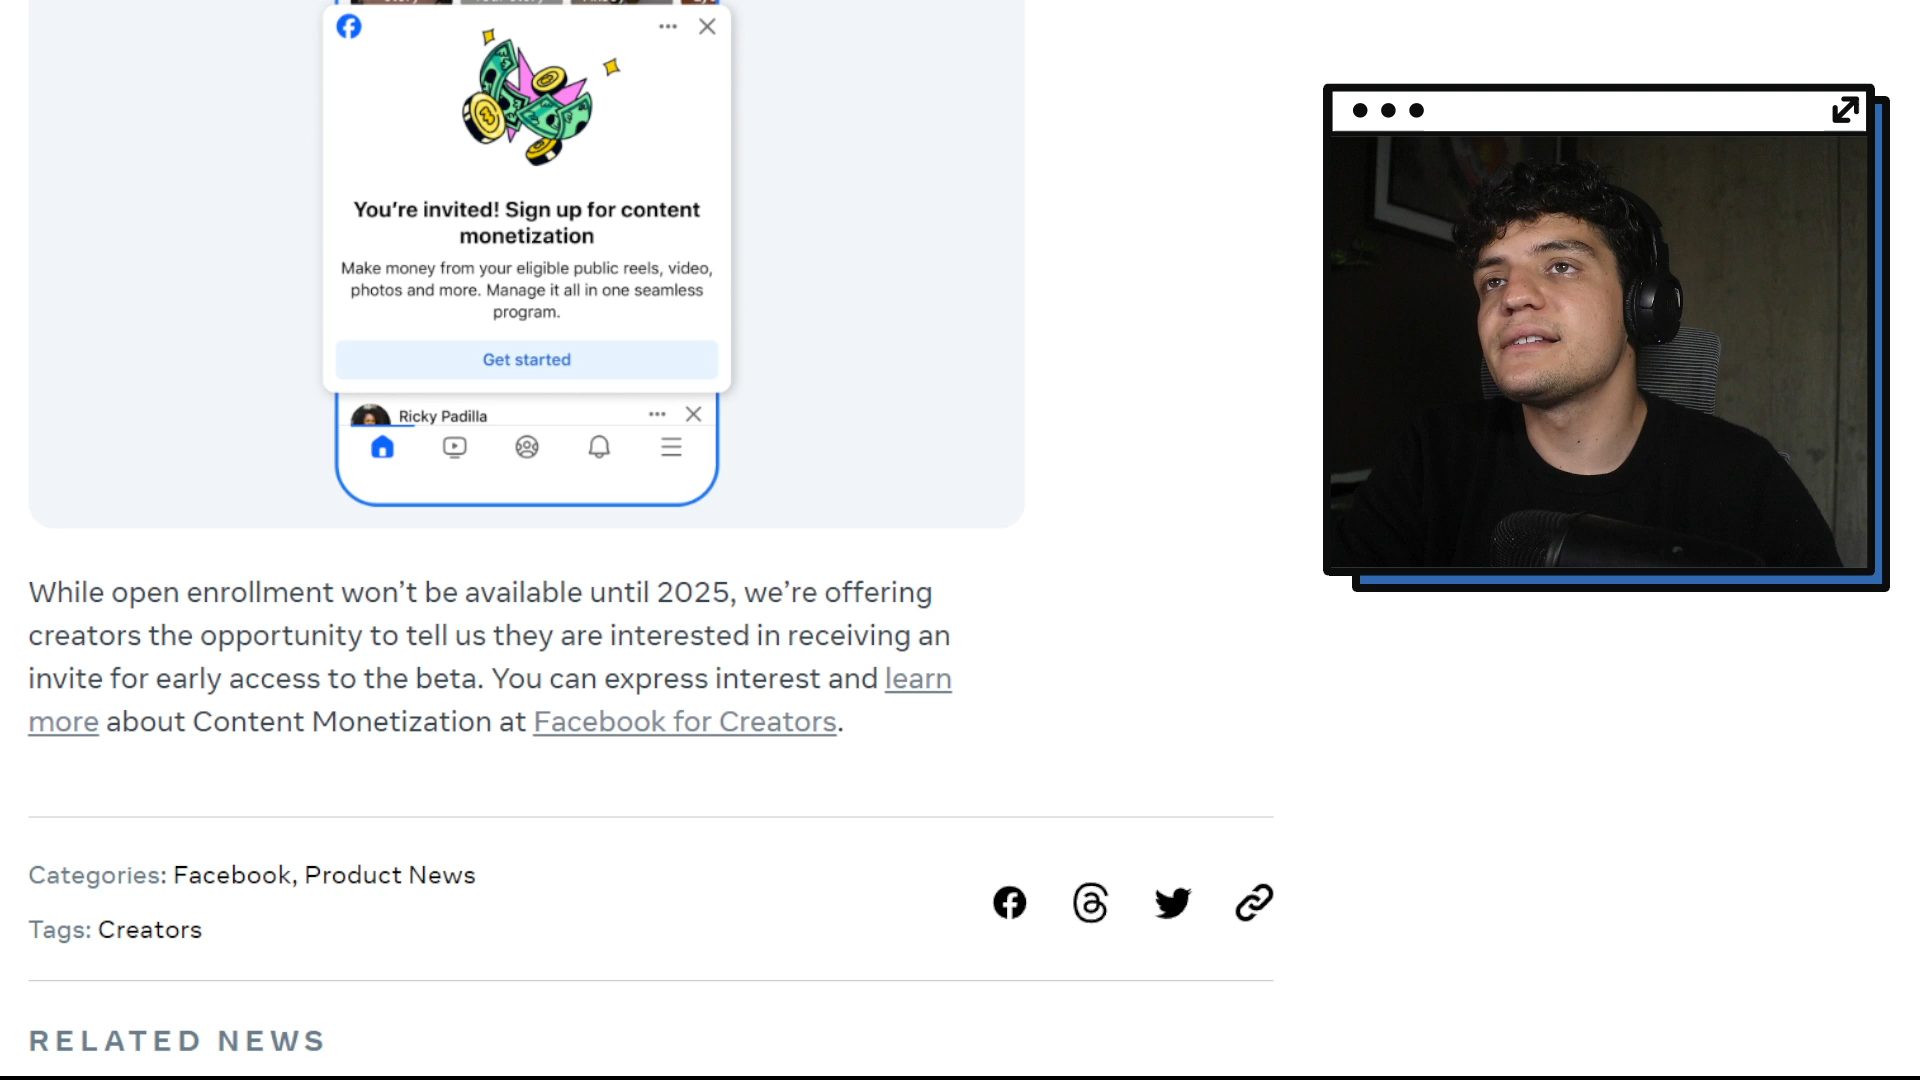 You're invited! Sign up for content
monetization
Make money from your eligible public reels, video,
photos and more. Manage it all in one seamless
program.
Get started
Ricky Padilla
While open enrollment won't be available until 2025, we're offering
creators the opportunity to tell us they are interested in receiving an
invite for early access to the beta. You can express interest and learn
more about Content Monetization at Facebook for Creators.
Categories: Facebook, Product News
Tags: Creators
RELATED NEWS